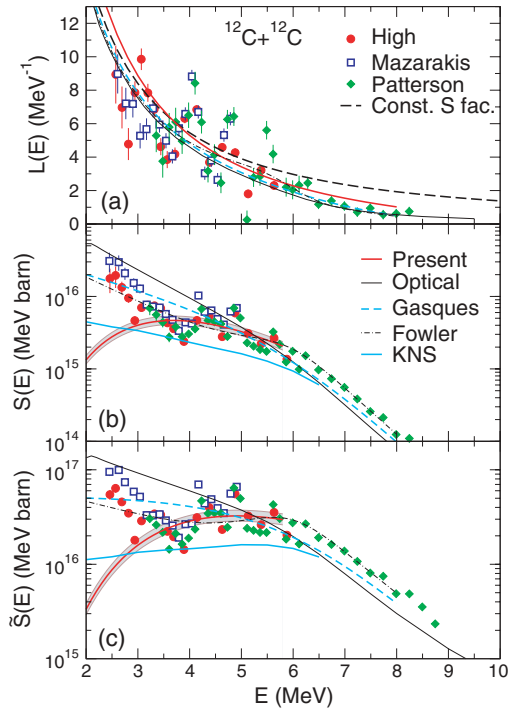 12
10
8
6
4
2
0
L(E) (MeV⁻¹)
¹²C+¹²C
High
Mazarakis
Patterson
Const. S fac.
(a)
10¹⁶
10¹⁵
10¹⁴
S(E) (MeV barn)
Present
Optical
Gasques
Fowler
KNS
(b)
10¹⁷
10¹⁶
10¹⁵
S̃(E) (MeV barn)
(c)
2 3 4 5 6 7 8 9 10
E (MeV)